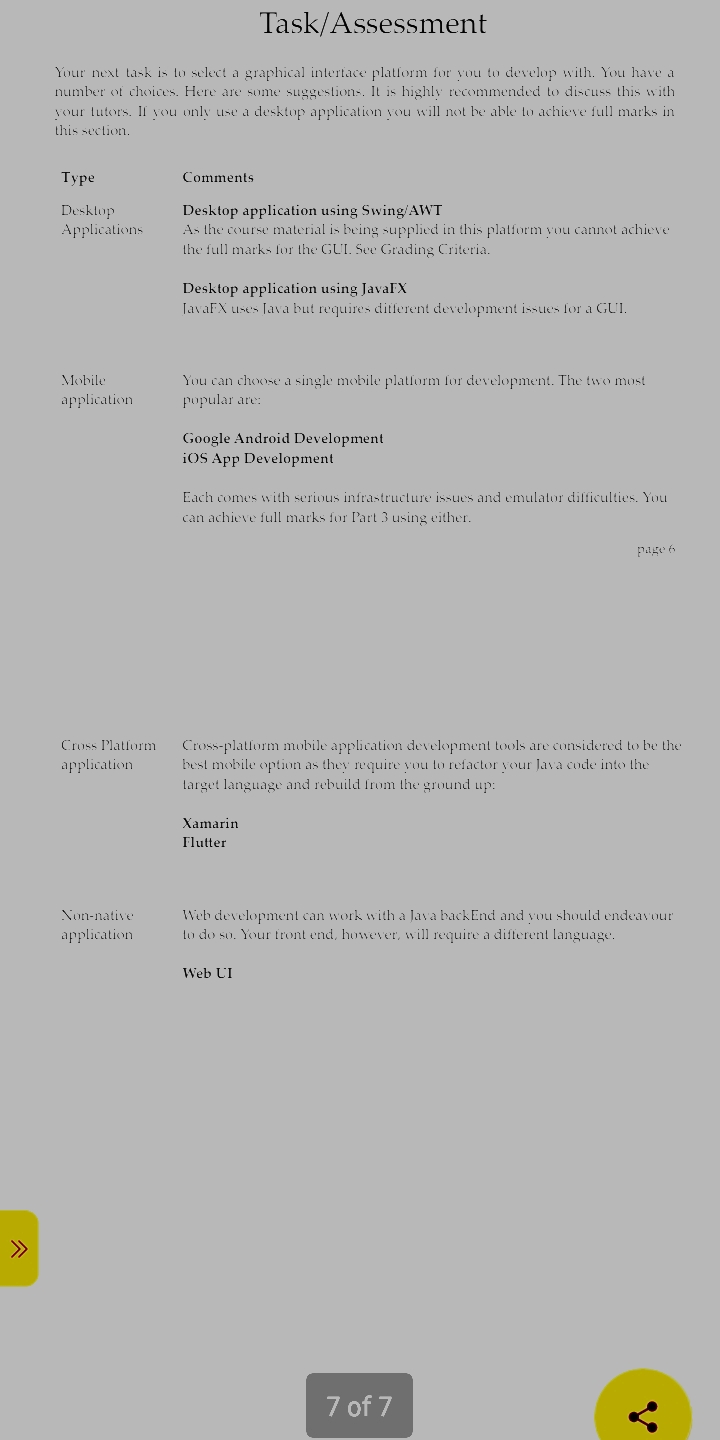 Task/Assessment
Your next task is to select a graphical interface platform for you to develop with. You have a
number of choices. Here are some suggestions. It is highly recommended to discuss this with
your tutors. If you only use a desktop application you will not be able to achieve full marks in
this section.
Type Comments
Desktop Desktop application using Swing/AWT
Applications As the course material is being supplied in this platform you cannot achieve
the full marks for the GUI. See Grading Criteria.
Desktop application using JavaFX
JavaFX uses Java but requires different development issues for a GUI.
Mobile You can choose a single mobile platform for development. The two most
application popular are:
Google Android Development
iOS App Development
Each comes with serious infrastructure issues and emulator difficulties. You
can achieve full marks for Part 3 using either.
page 6
Cross Platform Cross-platform mobile application development tools are considered to be the
application best mobile option as they require you to refactor your Java code into the
target language and rebuild from the ground up:
Xamarin
Flutter
Non-native Web development can work with a Java backEnd and you should endeavour
application to do so. Your front end, however, will require a different language.
Web UI
7 of 7